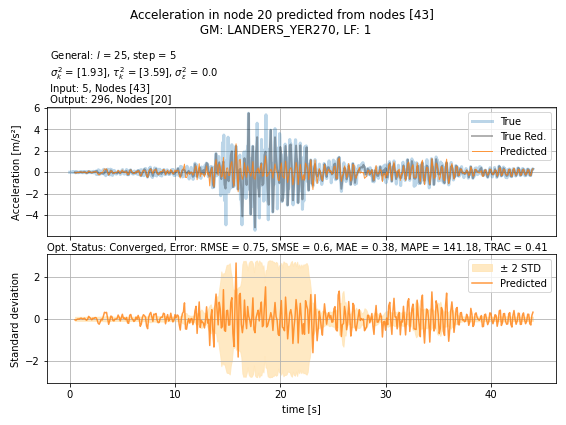 Acceleration in node 20 predicted from nodes [43]
GM: LANDERS_YER270, LF: 1
General: l = 25, step = 5
σ²ₖ = [1.93], τ²ₖ = [3.59], σ²ε = 0.0
Input: 5, Nodes [43]
Output: 296, Nodes [20]
6
4
2
0
−2
−4
Acceleration [m/s²]
True
True Red.
Predicted
Opt. Status: Converged, Error: RMSE = 0.75, SMSE = 0.6, MAE = 0.38, MAPE = 141.18, TRAC = 0.41
2
0
−2
Standard deviation
± 2 STD
Predicted
0 10 20 30 40
time [s]